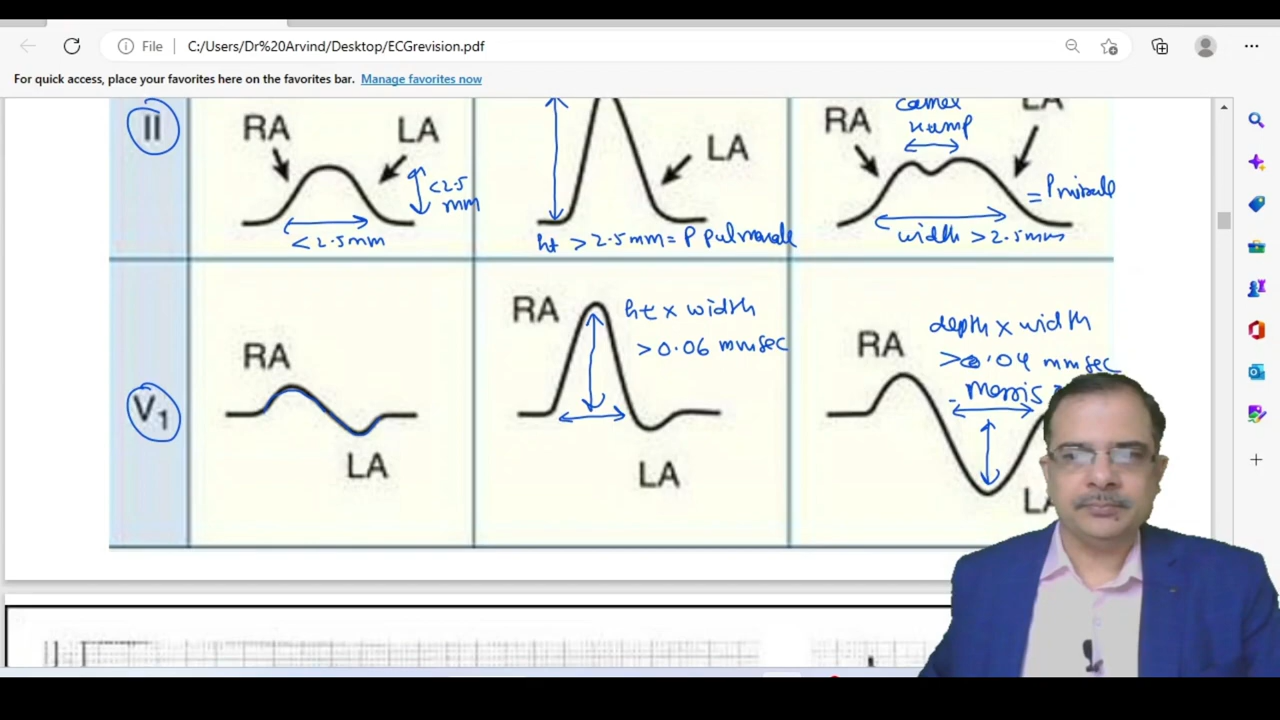 File
C:/Users/Dr%20Arvind/Desktop/ECGrevision.pdf
For quick access, place your favorites here on the favorites bar. Manage favorites now
II
RA
LA
<2.5
mm
< 2.5mm
LA
ht > 2.5mm = P pulmonale
camel
hump
RA
LA
= P mitrale
width > 2.5mm
V1
RA
LA
RA
ht x width
> 0.06 mmsec
LA
RA
depth x width
> 0.04 mmsec
= Morris